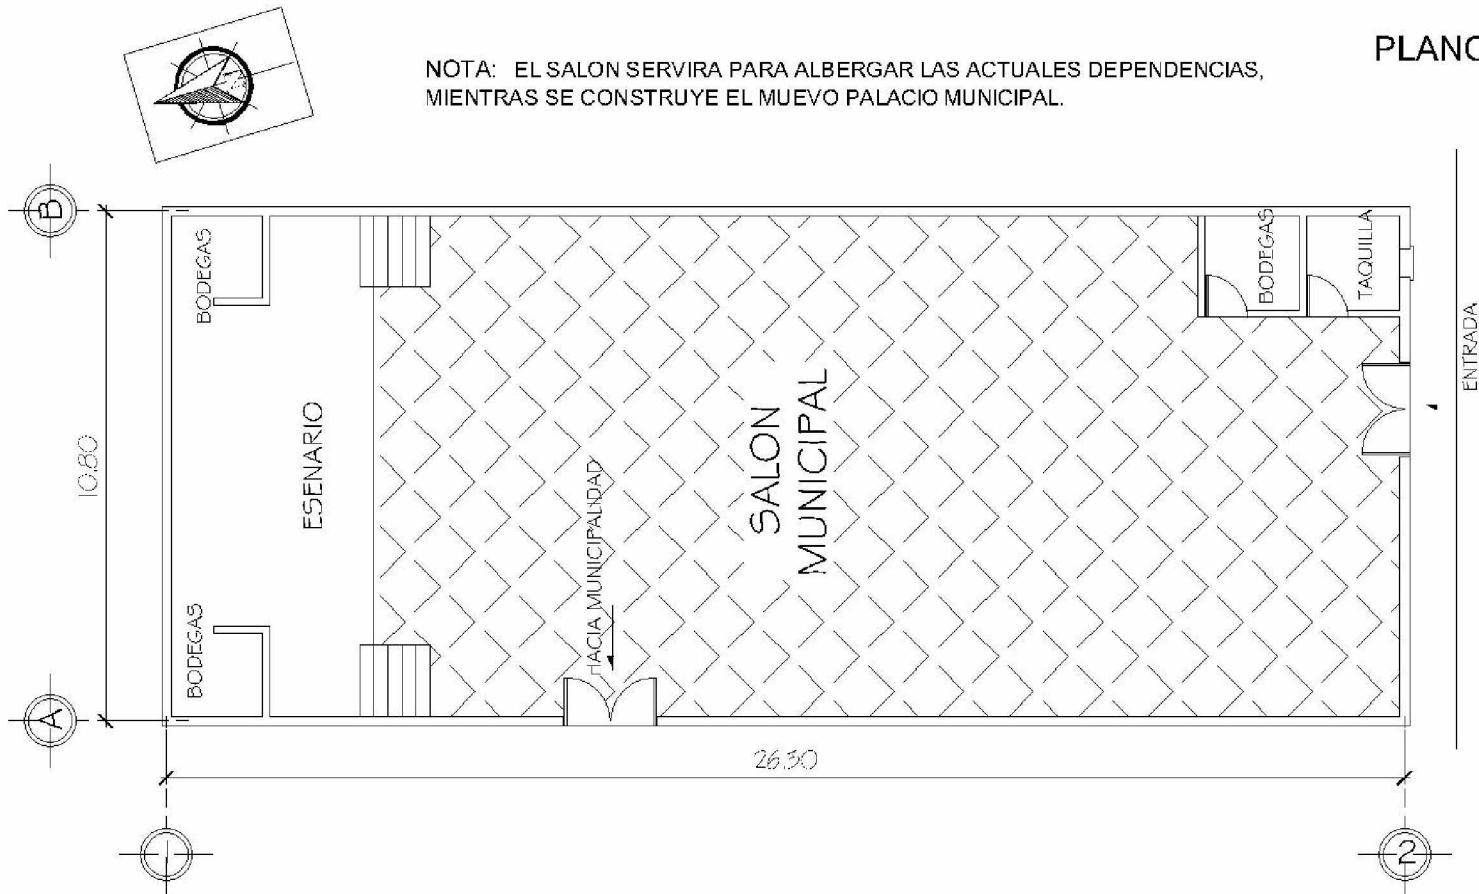 PLANO
NOTA: EL SALON SERVIRA PARA ALBERGAR LAS ACTUALES DEPENDENCIAS,
MIENTRAS SE CONSTRUYE EL MUEVO PALACIO MUNICIPAL.
B
BODEGAS
BODEGAS
TAQUILLA
ENTRADA
10.80
ESENARIO
SALON
MUNICIPAL
HACIA MUNICIPALIDAD
BODEGAS
A
26.30
2